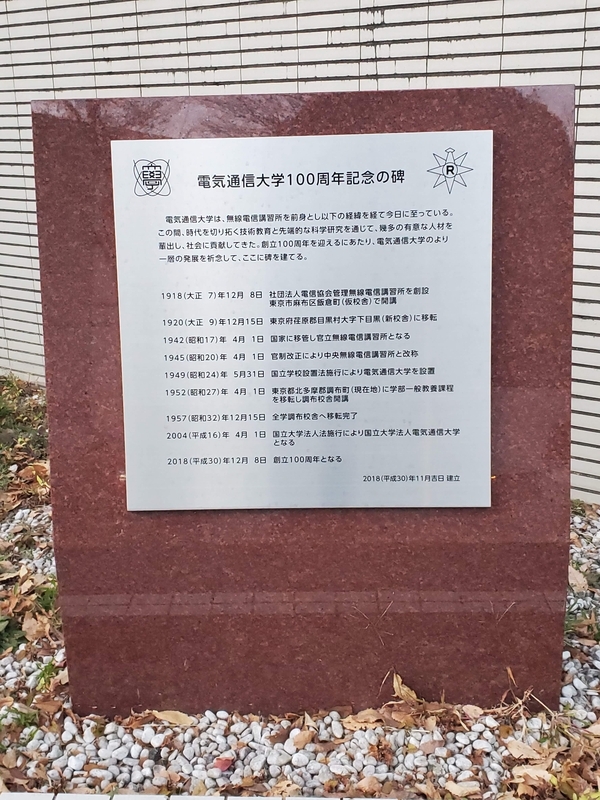 學
R
電気通信大学100周年記念の碑
電気通信大学は、無線電信講習所を前身とし以下の経緯を経て今日に至っている。
この間、時代を切り拓く技術教育と先端的な科学研究を通じて、幾多の有意な人材を
輩出し、社会に貢献してきた。創立100周年を迎えるにあたり、電気通信大学のより
一層の発展を祈念して、ここに碑を建てる。
1918(大正 7)年12月 8日 社団法人電信協会管理無線電信講習所を創設
東京市麻布区飯倉町(仮校舎)で開講
1920(大正 9)年12月15日 東京府荏原郡目黒村大字下目黒(新校舎)に移転
1942(昭和17)年 4月 1日 国家に移管し官立無線電信講習所となる
1945(昭和20)年 4月 1日 官制改正により中央無線電信講習所と改称
1949(昭和24)年 5月31日 国立学校設置法施行により電気通信大学を設置
1952(昭和27)年 4月 1日 東京都北多摩郡調布町(現在地)に学部一般教養課程
を移転し調布校舎開講
1957(昭和32)年12月15日 全学調布校舎へ移転完了
2004(平成16)年 4月 1日 国立大学法人法施行により国立大学法人電気通信大学
となる
2018(平成30)年12月 8日 創立100周年となる
2018(平成30)年11月吉日 建立